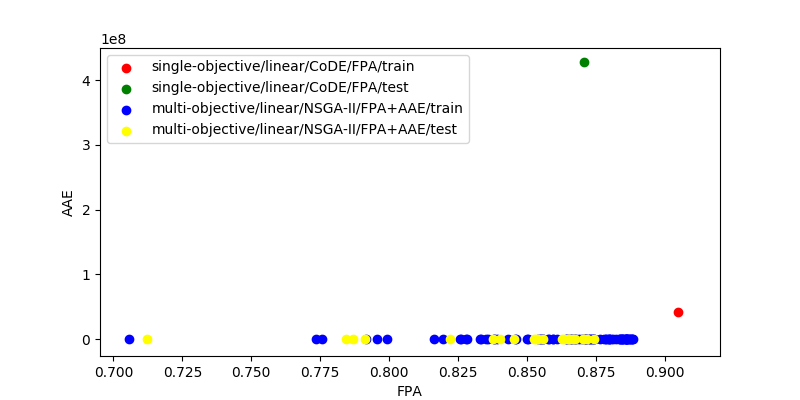 1e8
single-objective/linear/CoDE/FPA/train
single-objective/linear/CoDE/FPA/test
multi-objective/linear/NSGA-II/FPA+AAE/train
multi-objective/linear/NSGA-II/FPA+AAE/test
4
3
2
1
0
AAE
0.700 0.725 0.750 0.775 0.800 0.825 0.850 0.875 0.900
FPA